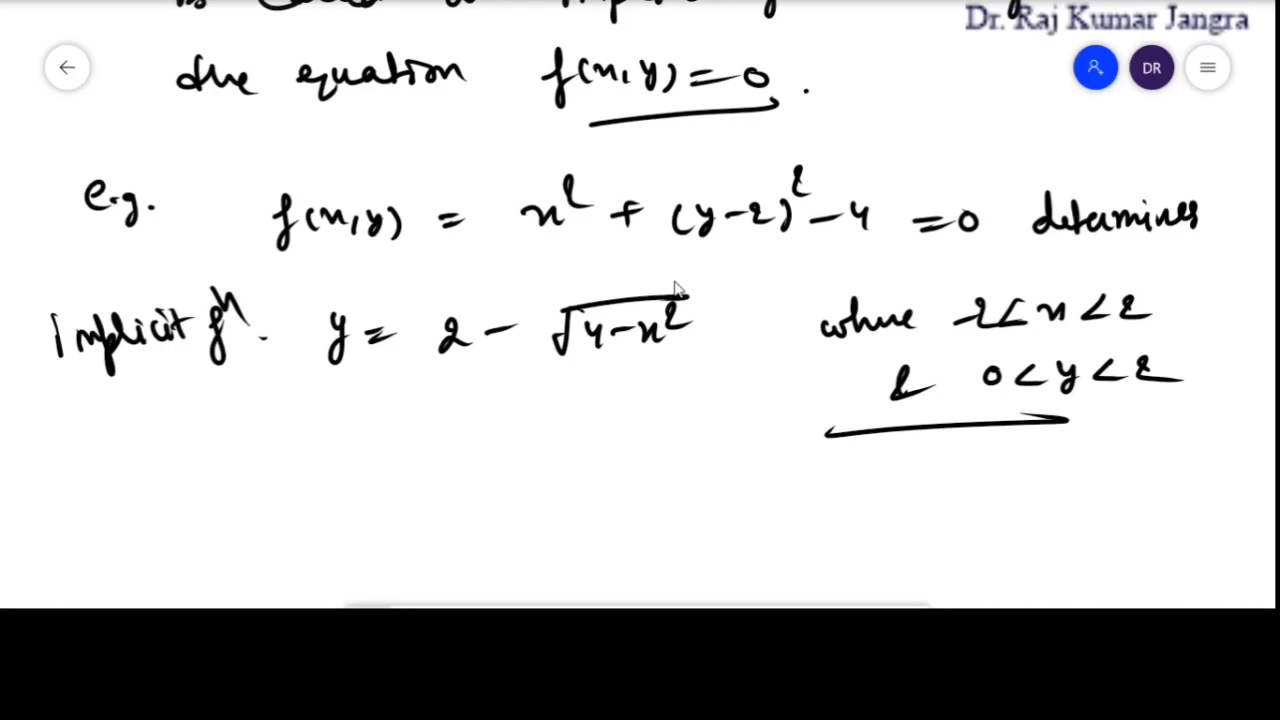 is
Dr. Raj Kumar Jangra
the equation f(x,y)=0 .
DR
e.g. f(x,y) = x² + (y-2)² - 4 =0 determines
implicit fⁿ. y = 2 - √4-x² where -2<x<2
& 0<y<2